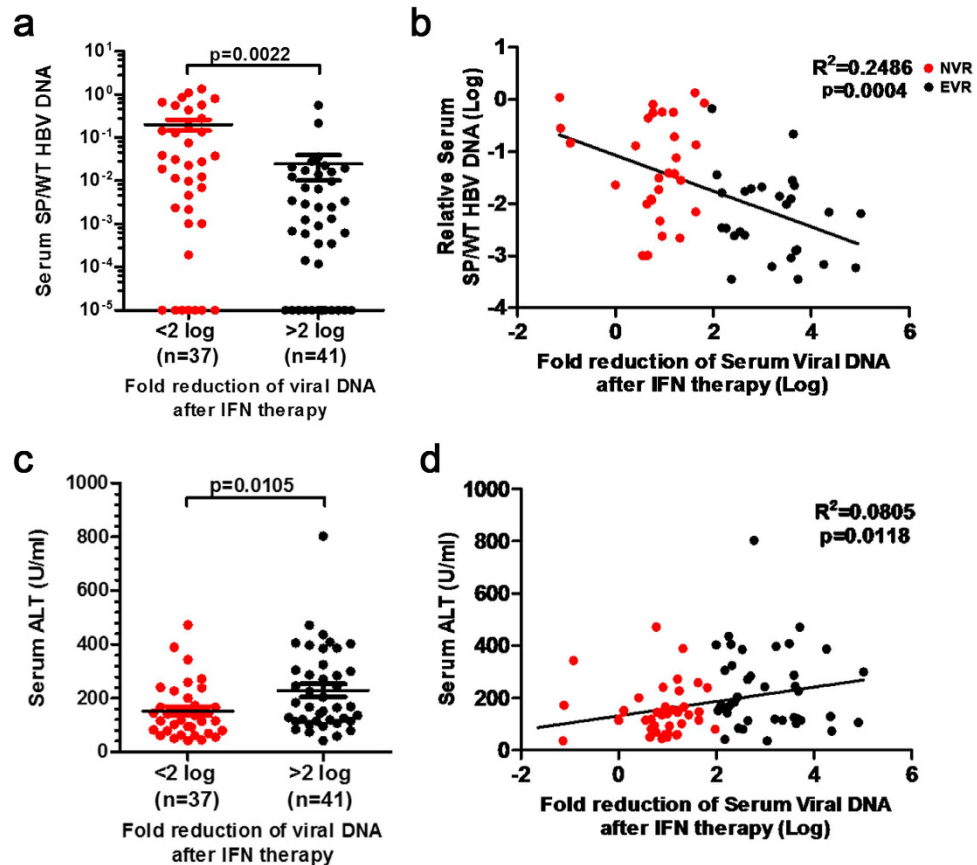 a
p=0.0022
Serum SP/WT HBV DNA
10¹
10⁰
10⁻¹
10⁻²
10⁻³
10⁻⁴
10⁻⁵
<2 log
(n=37)
>2 log
(n=41)
Fold reduction of viral DNA
after IFN therapy
b
R²=0.2486
p=0.0004
NVR
EVR
Relative Serum
SP/WT HBV DNA (Log)
1
0
-1
-2
-3
-4
-2
0
2
4
6
Fold reduction of Serum Viral DNA
after IFN therapy (Log)
c
p=0.0105
Serum ALT (U/ml)
1000
800
600
400
200
0
<2 log
(n=37)
>2 log
(n=41)
Fold reduction of viral DNA
after IFN therapy
d
R²=0.0805
p=0.0118
Serum ALT (U/ml)
1000
800
600
400
200
0
-2
0
2
4
6
Fold reduction of Serum Viral DNA
after IFN therapy (Log)